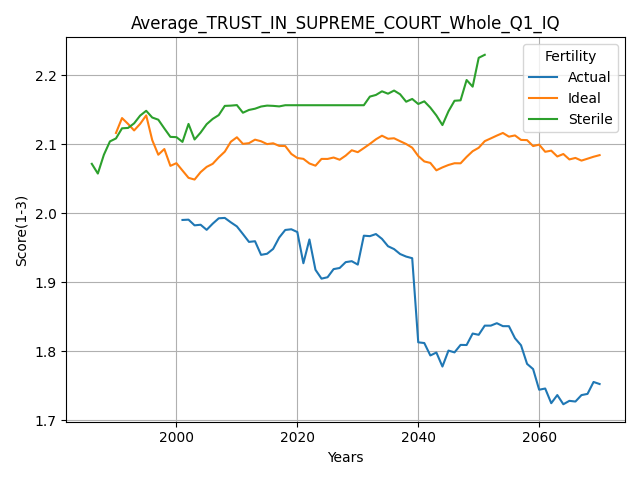 Average_TRUST_IN_SUPREME_COURT_Whole_Q1_IQ
Fertility
Actual
Ideal
Sterile
Score(1-3)
2.2
2.1
2.0
1.9
1.8
1.7
2000
2020
2040
2060
Years